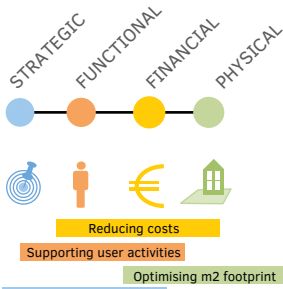 STRATEGIC
FUNCTIONAL
FINANCIAL
PHYSICAL
€
Reducing costs
Supporting user activities
Optimising m2 footprint